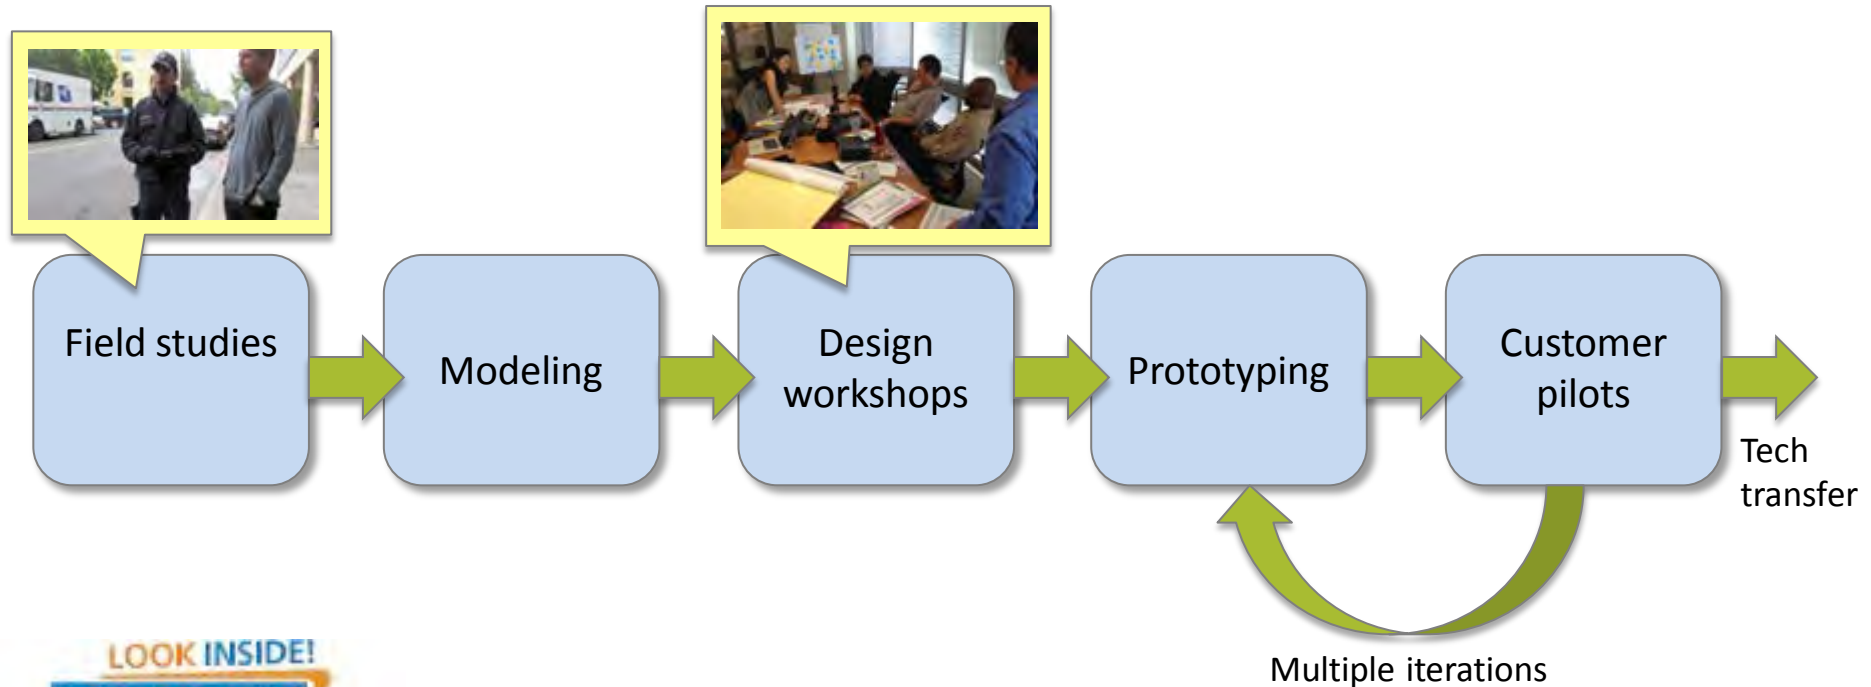 Field studies
Modeling
Design
workshops
Prototyping
Customer
pilots
Tech
transfer
Multiple iterations
LOOK INSIDE!